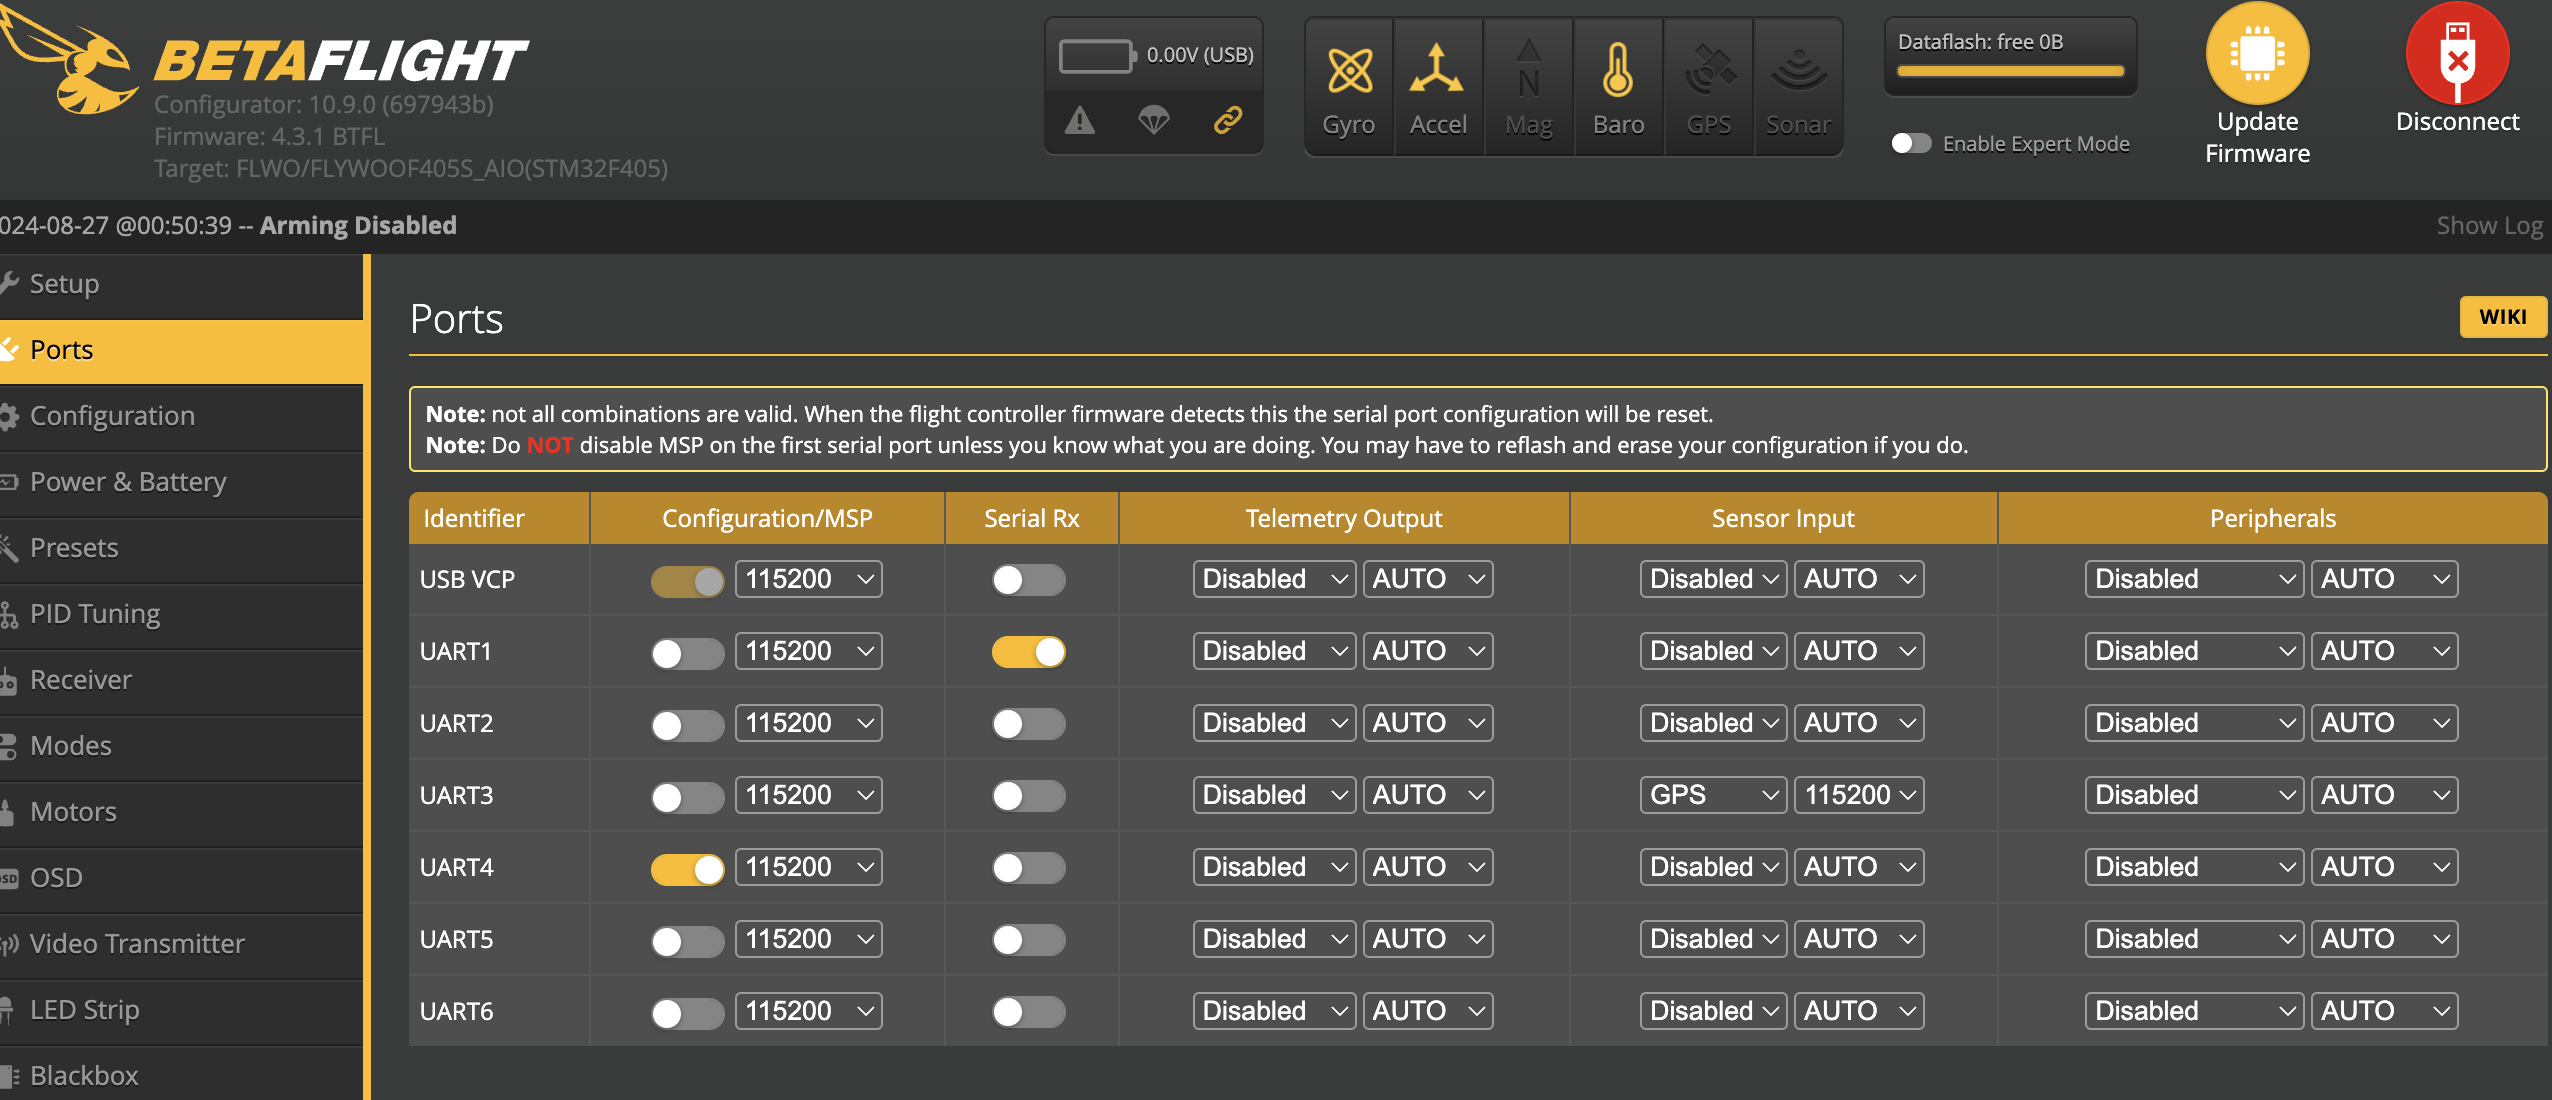 BETAFLIGHT
Configurator: 10.9.0 (697943b)
Firmware: 4.3.1 BTFL
Target: FLWO/FLYWOOF405S_AIO(STM32F405)
0.00V (USB)
Gyro Accel Mag Baro GPS Sonar
N
Dataflash: free 0B
Enable Expert Mode
Update
Firmware
Disconnect
024-08-27 @00:50:39 -- Arming Disabled
Show Log
Setup
Ports
Configuration
Power & Battery
Presets
PID Tuning
Receiver
Modes
Motors
OSD
Video Transmitter
LED Strip
Blackbox
Ports
WIKI
Note: not all combinations are valid. When the flight controller firmware detects this the serial port configuration will be reset.
Note: Do NOT disable MSP on the first serial port unless you know what you are doing. You may have to reflash and erase your configuration if you do.
Identifier Configuration/MSP Serial Rx Telemetry Output Sensor Input Peripherals
USB VCP 115200 Disabled AUTO Disabled AUTO Disabled AUTO
UART1 115200 Disabled AUTO Disabled AUTO Disabled AUTO
UART2 115200 Disabled AUTO Disabled AUTO Disabled AUTO
UART3 115200 Disabled AUTO GPS 115200 Disabled AUTO
UART4 115200 Disabled AUTO Disabled AUTO Disabled AUTO
UART5 115200 Disabled AUTO Disabled AUTO Disabled AUTO
UART6 115200 Disabled AUTO Disabled AUTO Disabled AUTO